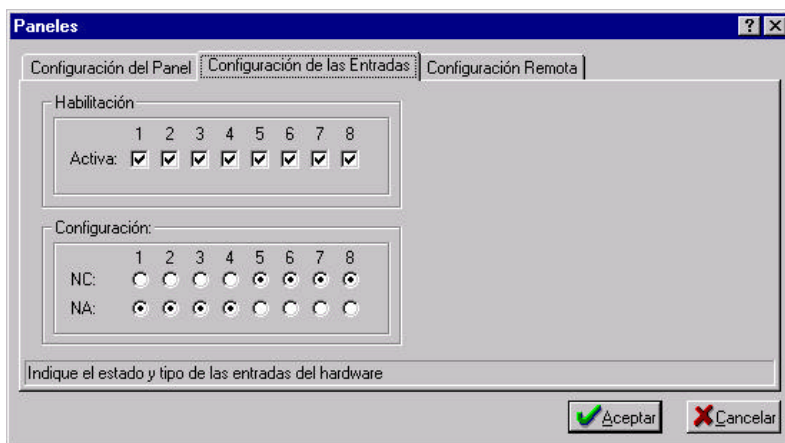 Paneles
Configuración del Panel Configuración de las Entradas Configuración Remota
Habilitación
1 2 3 4 5 6 7 8
Activa:
Configuración:
1 2 3 4 5 6 7 8
NC:
NA:
Indique el estado y tipo de las entradas del hardware
Aceptar Cancelar